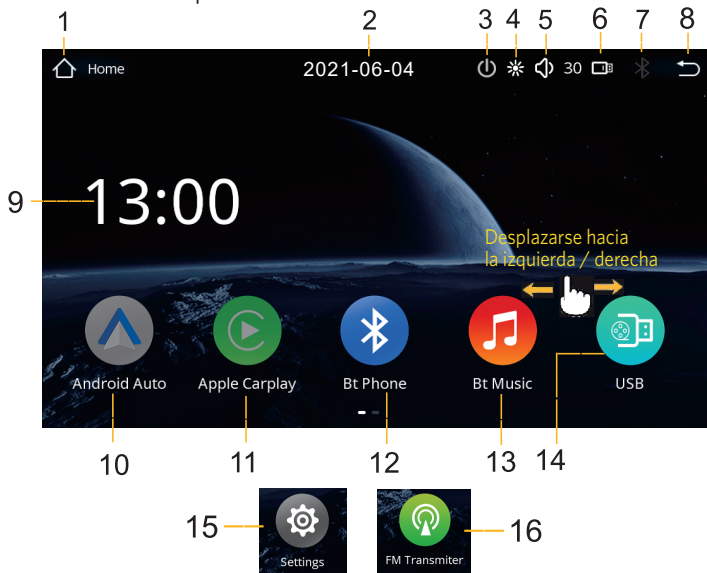 1 2 3 4 5 6 7 8
Home 2021-06-04 30
9 13:00
Desplazarse hacia
la izquierda / derecha
Android Auto Apple Carplay Bt Phone Bt Music USB
10 11 12 13 14
15 16
Settings FM Transmiter